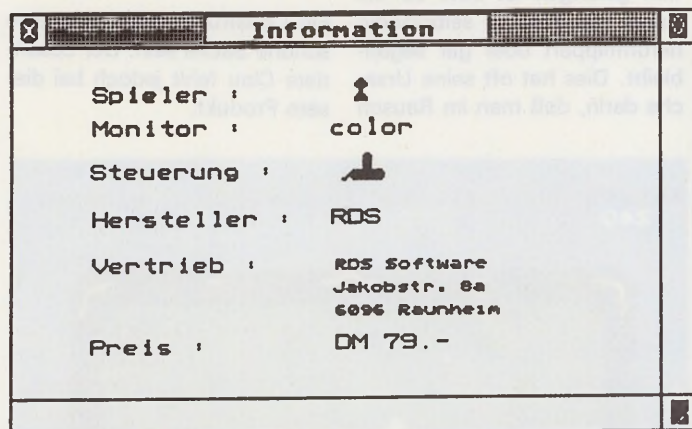 Information
Spieler :
Monitor : color
Steuerung :
Hersteller : RDS
Vertrieb : RDS Software
Jakobstr. 8a
6096 Raunheim
Preis : DM 79.-